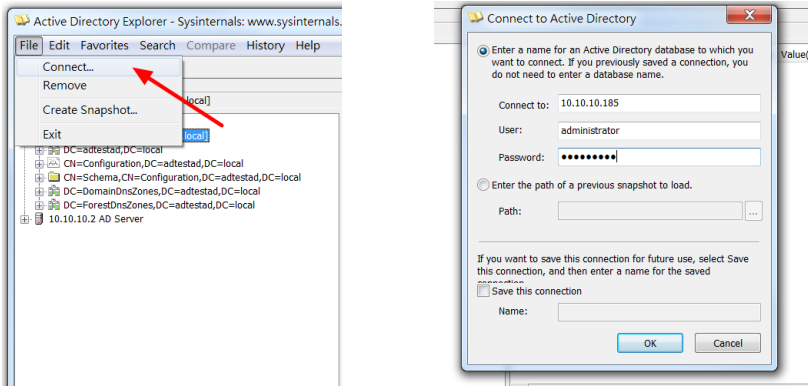 Active Directory Explorer - Sysinternals: www.sysinternals.
File Edit Favorites Search Compare History Help
Connect...
Remove
Create Snapshot...
Exit
local]
local]
DC=adtestad,DC=local
CN=Configuration,DC=adtestad,DC=local
CN=Schema,CN=Configuration,DC=adtestad,DC=local
DC=DomainDnsZones,DC=adtestad,DC=local
DC=ForestDnsZones,DC=adtestad,DC=local
10.10.10.2 AD Server
Connect to Active Directory
Value(
Enter a name for an Active Directory database to which you
want to connect. If you previously saved a connection, you
do not need to enter a database name.
Connect to: 10.10.10.185
User: administrator
Password: ●●●●●●●●●
Enter the path of a previous snapshot to load.
Path: ...
If you want to save this connection for future use, select Save
this connection, and then enter a name for the saved
Save this connection
Name:
OK Cancel